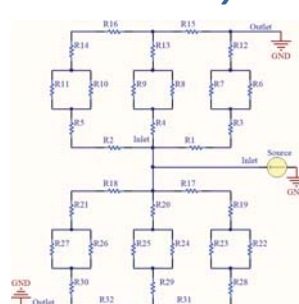 R16 R15 Outlet
R14 R13 R12
GND
R11 R10 R9 R8 R7 R6
R5 R4 R3
Inlet
R2 R1 Source
Inlet
R18 R17 GN
R21 R20 R19
R27 R26 R25 R24 R23 R22
GND R30 R29 R28
Outlet R32 R31